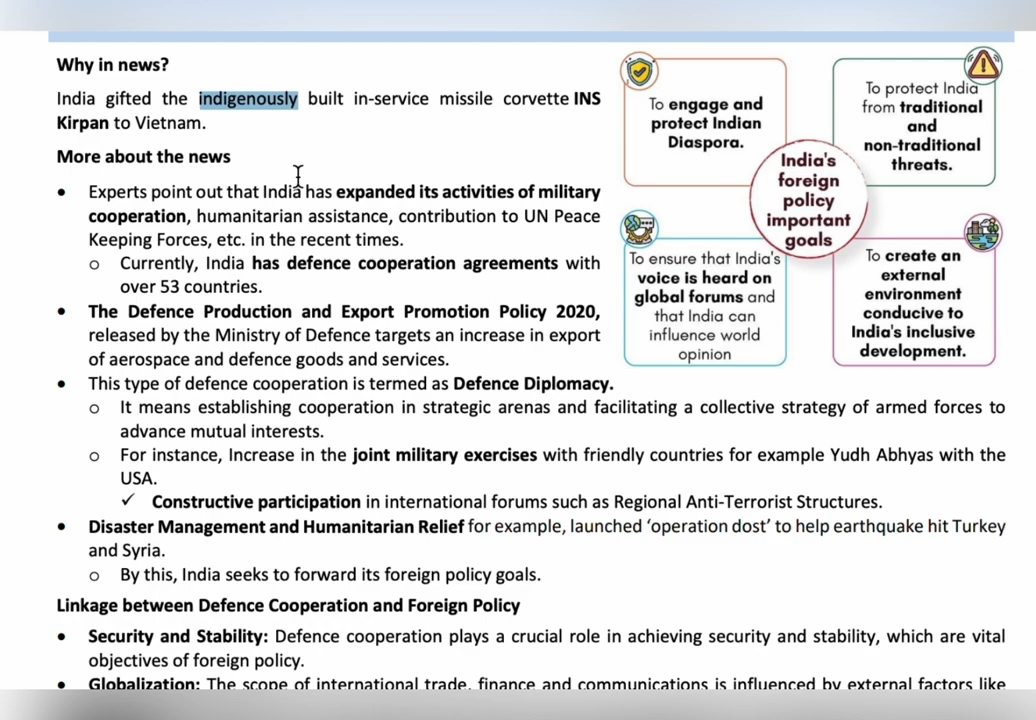 Why in news?
India gifted the indigenously built in-service missile corvette INS
Kirpan to Vietnam.
More about the news
• Experts point out that India has expanded its activities of military
cooperation, humanitarian assistance, contribution to UN Peace
Keeping Forces, etc. in the recent times.
o Currently, India has defence cooperation agreements with
over 53 countries.
• The Defence Production and Export Promotion Policy 2020,
released by the Ministry of Defence targets an increase in export
of aerospace and defence goods and services.
• This type of defence cooperation is termed as Defence Diplomacy.
o It means establishing cooperation in strategic arenas and facilitating a collective strategy of armed forces to
advance mutual interests.
o For instance, Increase in the joint military exercises with friendly countries for example Yudh Abhyas with the
USA.
✓ Constructive participation in international forums such as Regional Anti-Terrorist Structures.
• Disaster Management and Humanitarian Relief for example, launched ‘operation dost’ to help earthquake hit Turkey
and Syria.
o By this, India seeks to forward its foreign policy goals.
Linkage between Defence Cooperation and Foreign Policy
• Security and Stability: Defence cooperation plays a crucial role in achieving security and stability, which are vital
objectives of foreign policy.
• Globalization: The scope of international trade, finance and communications is influenced by external factors like
To engage and
protect Indian
Diaspora.
To protect India
from traditional
and
non-traditional
threats.
India's
foreign
policy
important
goals
To ensure that India's
voice is heard on
global forums and
that India can
influence world
opinion
To create an
external
environment
conducive to
India's inclusive
development.